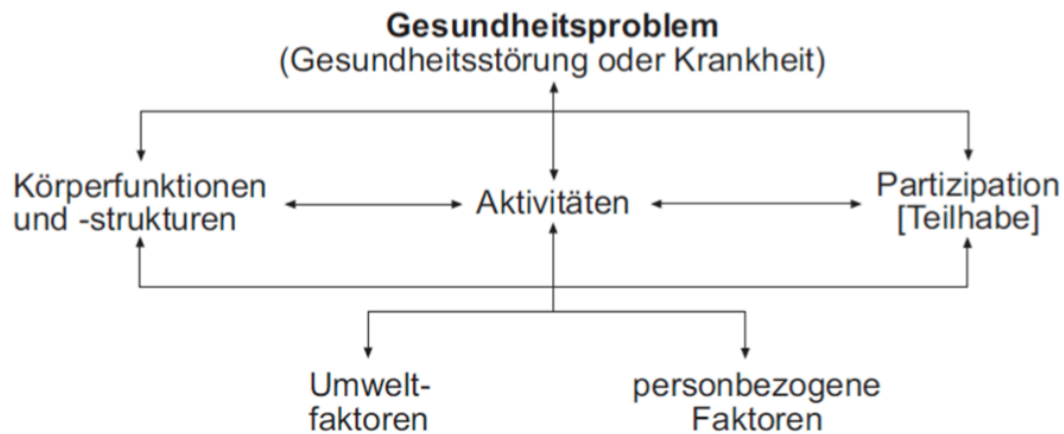 Gesundheitsproblem
(Gesundheitsstörung oder Krankheit)
Körperfunktionen
und -strukturen
Aktivitäten
Partizipation
[Teilhabe]
Umwelt-
faktoren
personbezogene
Faktoren